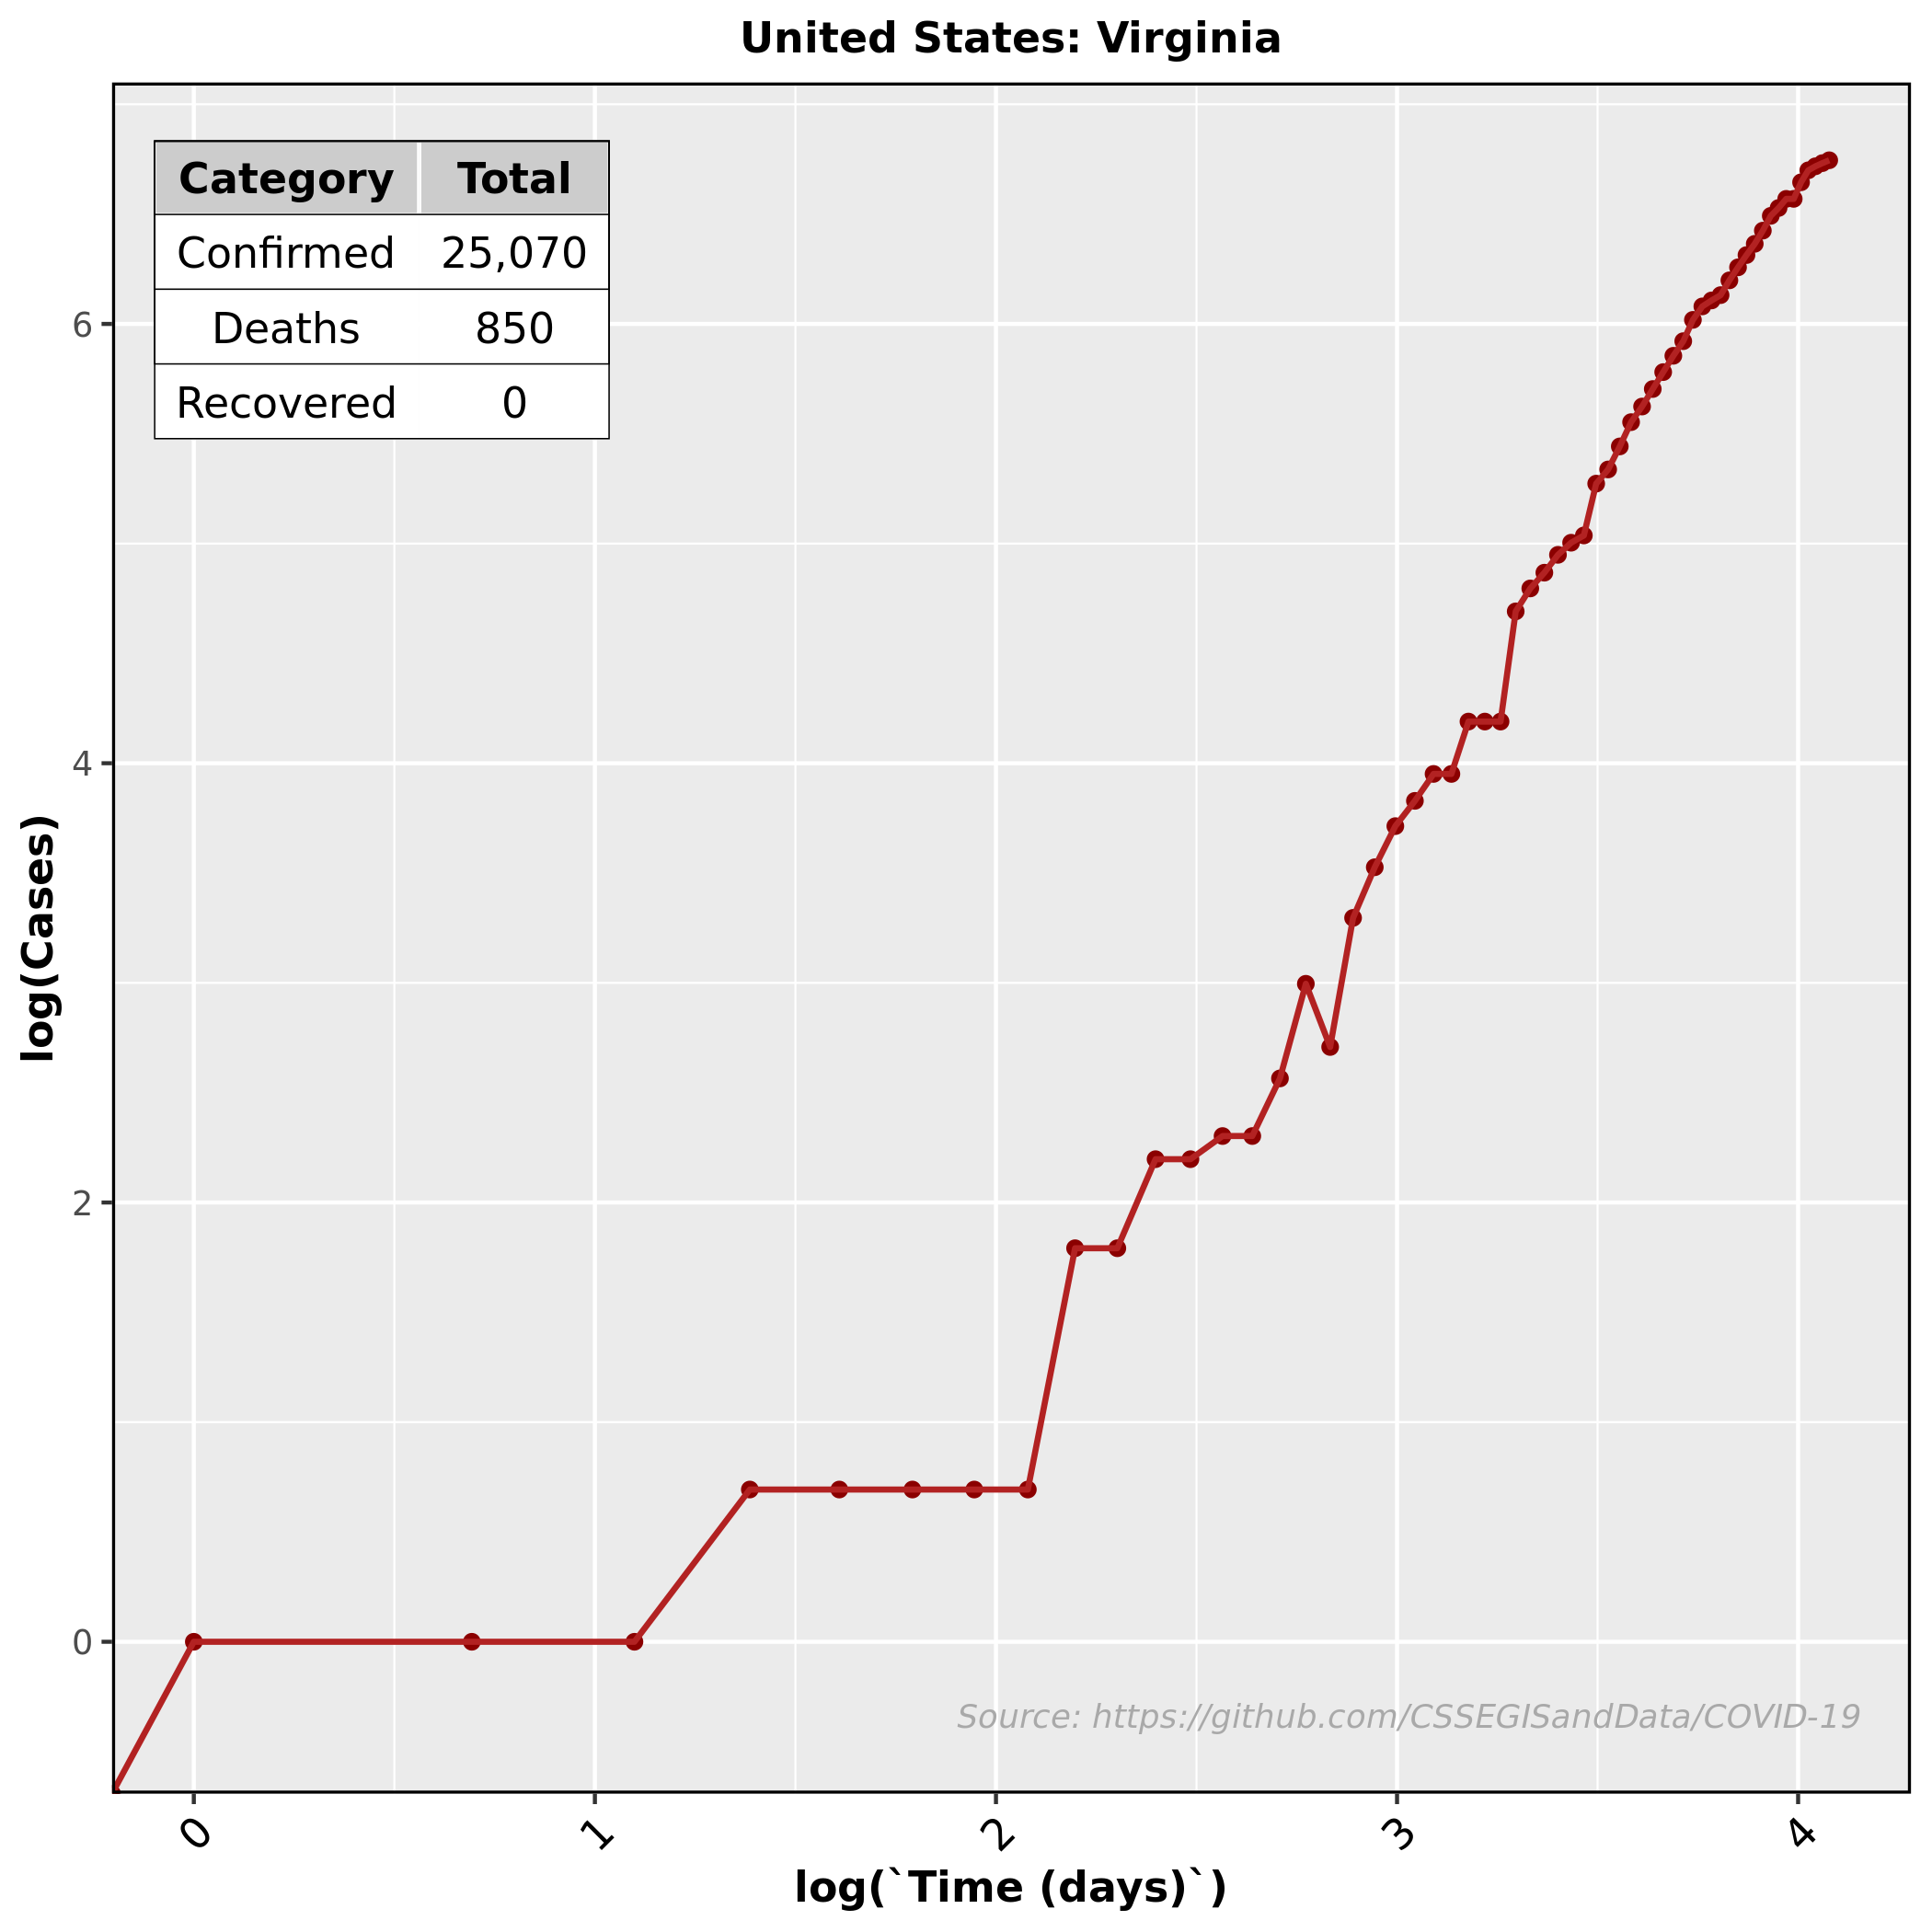 United States: Virginia
Category Total
Confirmed 25,070
Deaths 850
Recovered 0
6
4
2
0
log(Cases)
Source: https://github.com/CSSEGISandData/COVID-19
0 1 2 3 4
log(`Time (days)`)